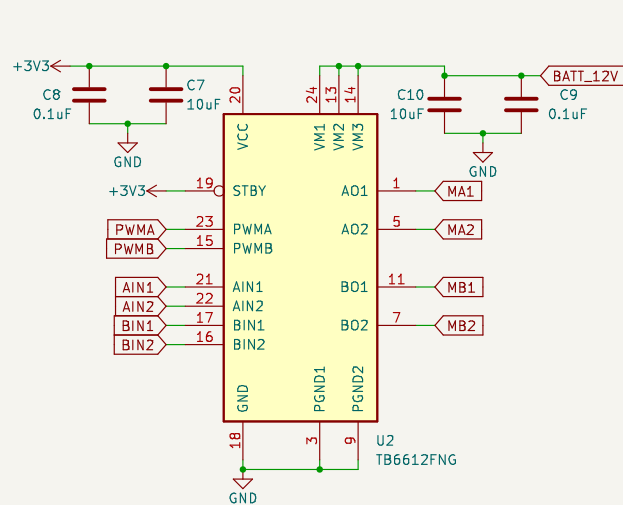 +3V3
C8
0.1uF
C7
10uF
GND
20
VCC
24
13
14
VM1
VM2
VM3
C10
10uF
C9
0.1uF
BATT_12V
GND
+3V3
19
STBY
PWMA
23
PWMA
PWMB
15
PWMB
AIN1
21
AIN1
AIN2
22
AIN2
BIN1
17
BIN1
BIN2
16
BIN2
AO1
1
MA1
AO2
5
MA2
BO1
11
MB1
BO2
7
MB2
GND
PGND1
PGND2
18
3
9
GND
U2
TB6612FNG